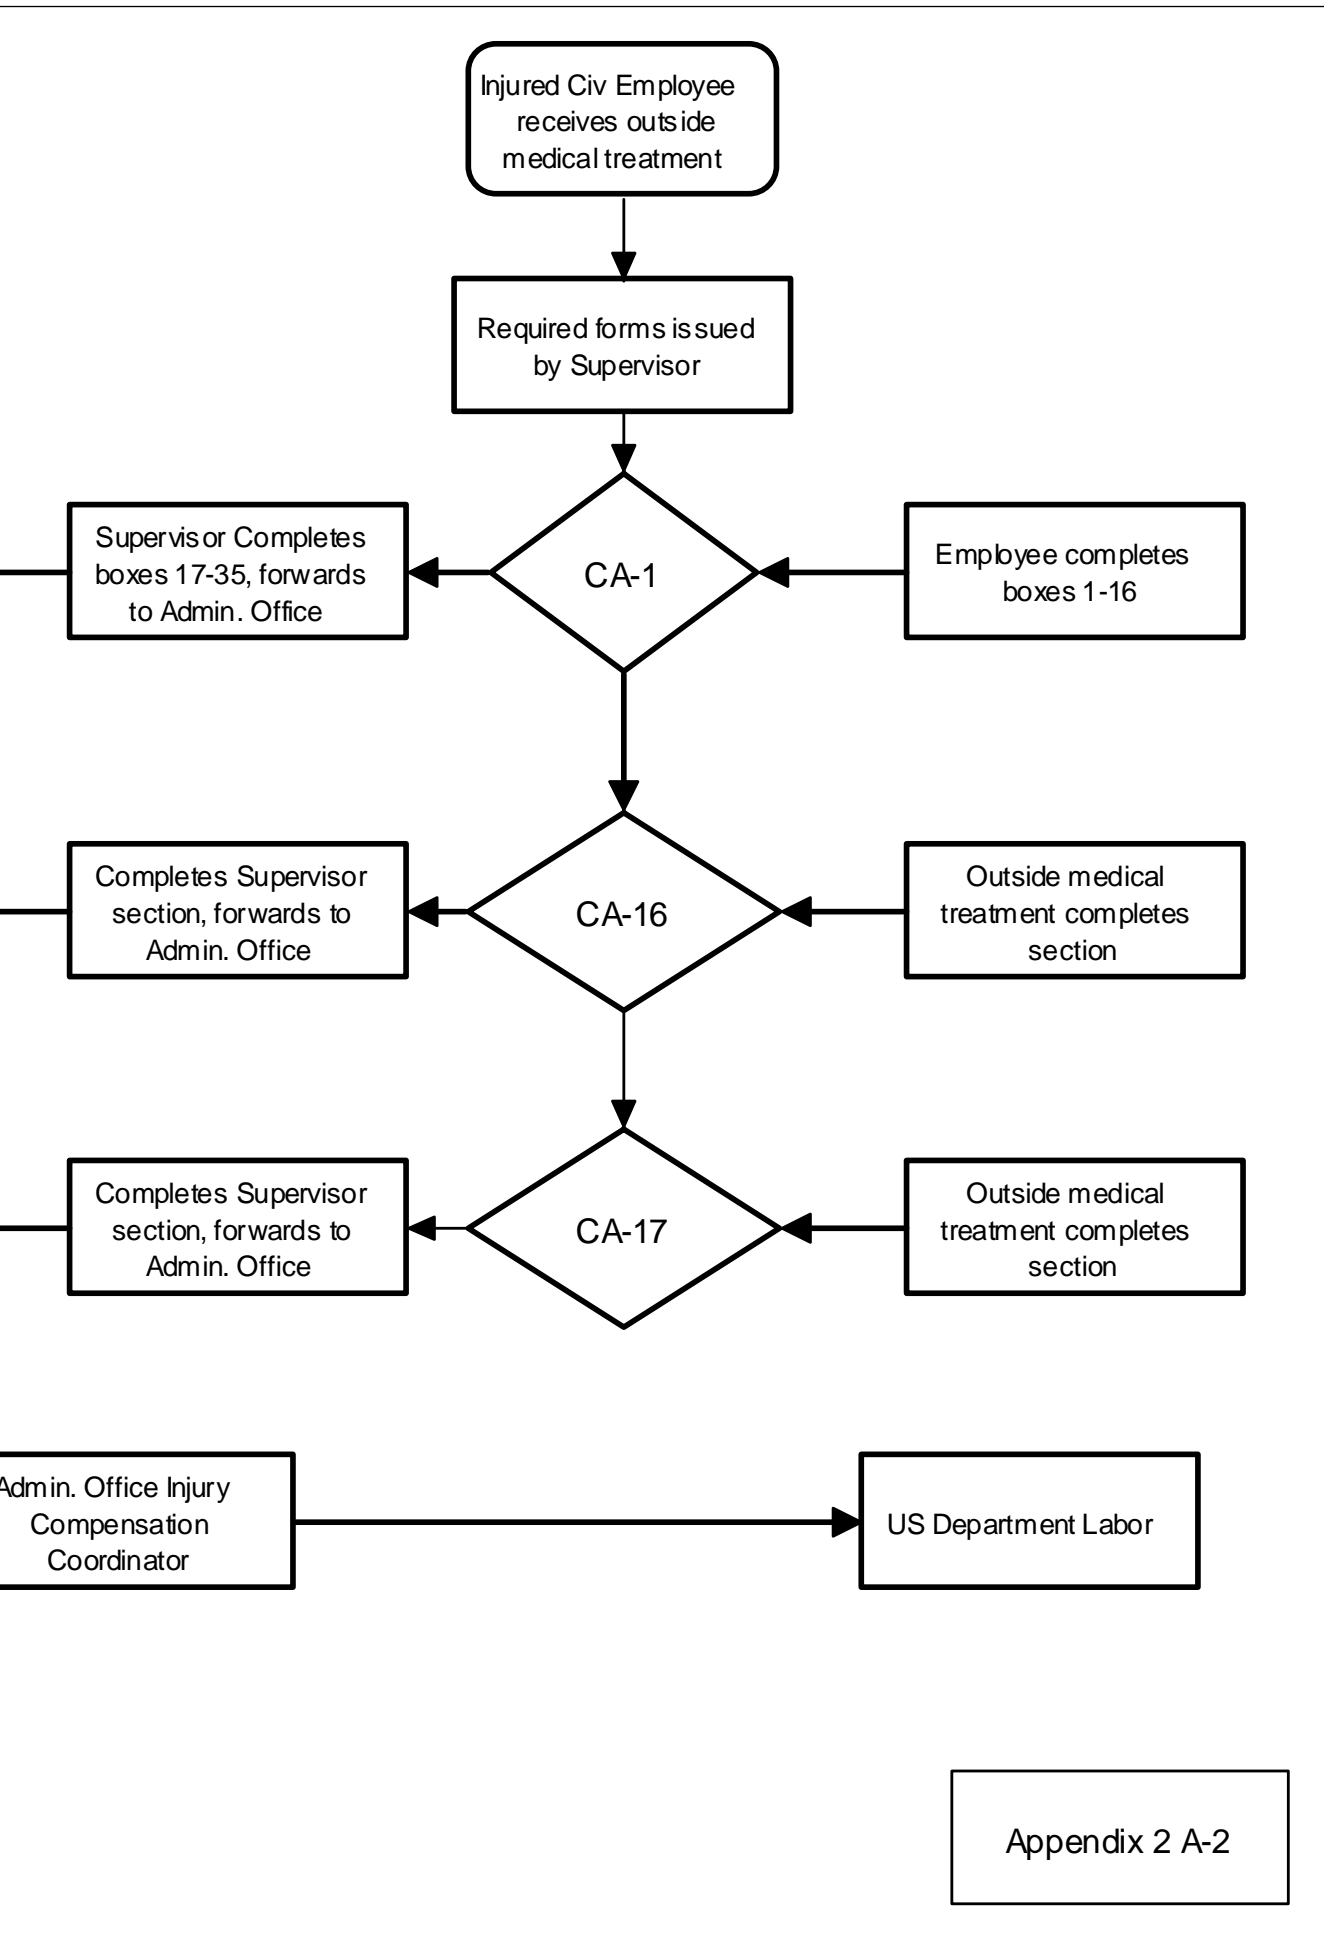 Injured Civ Employee
receives outside
medical treatment
Required forms issued
by Supervisor
Supervisor Completes
boxes 17-35, forwards
to Admin. Office
CA-1
Employee completes
boxes 1-16
Completes Supervisor
section, forwards to
Admin. Office
CA-16
Outside medical
treatment completes
section
Completes Supervisor
section, forwards to
Admin. Office
CA-17
Outside medical
treatment completes
section
Admin. Office Injury
Compensation
Coordinator
US Department Labor
Appendix 2 A-2